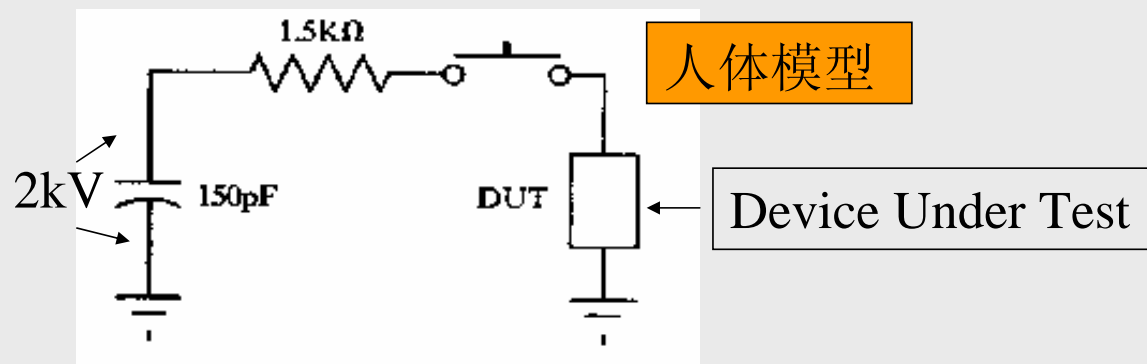 1.5KΩ
人体模型
2kV
150pF
DUT
Device Under Test